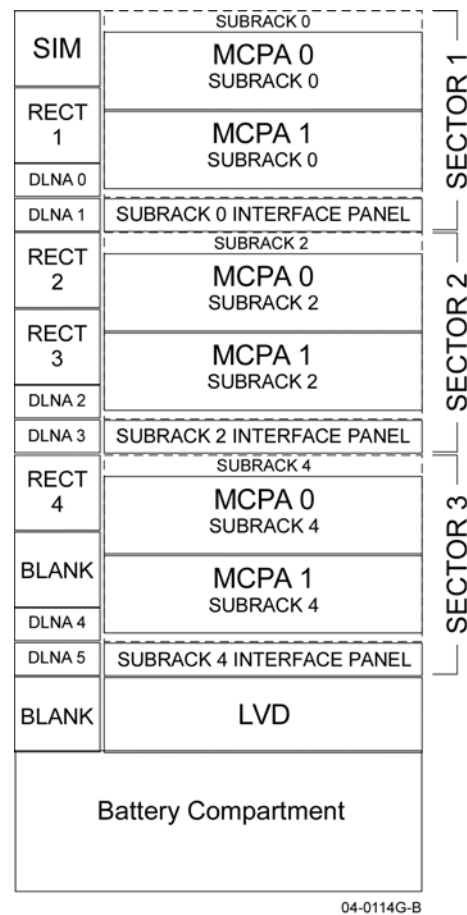 SIM
RECT
1
DLNA 0
DLNA 1
RECT
2
RECT
3
DLNA 2
DLNA 3
RECT
4
BLANK
DLNA 4
DLNA 5
BLANK
SUBRACK 0
MCPA 0
SUBRACK 0
MCPA 1
SUBRACK 0
SUBRACK 0 INTERFACE PANEL
SUBRACK 2
MCPA 0
SUBRACK 2
MCPA 1
SUBRACK 2
SUBRACK 2 INTERFACE PANEL
SUBRACK 4
MCPA 0
SUBRACK 4
MCPA 1
SUBRACK 4
SUBRACK 4 INTERFACE PANEL
LVD
SECTOR 1
SECTOR 2
SECTOR 3
Battery Compartment
04-0114G-B